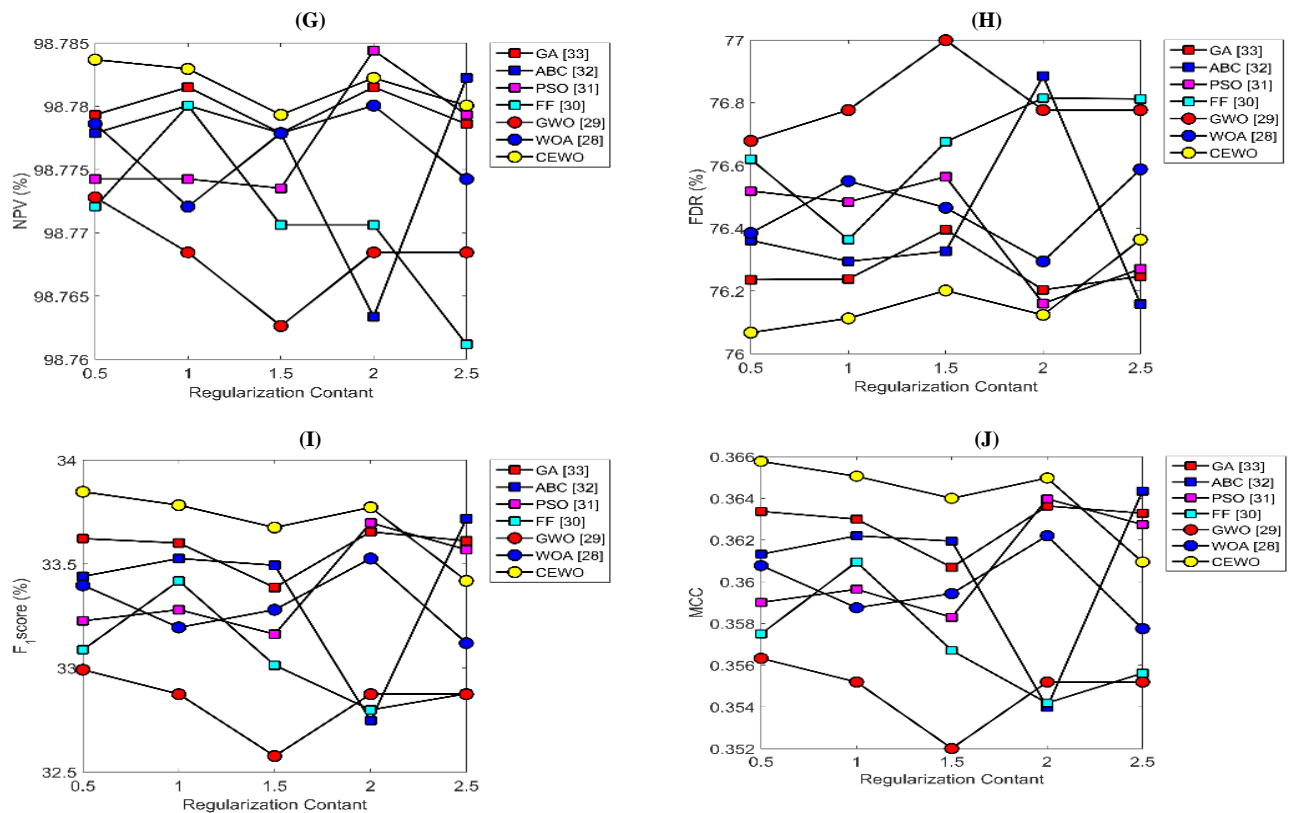 (G)
98.785
98.78
98.775
98.77
98.765
98.76
NPV (%)
0.5 1 1.5 2 2.5
Regularization Contant
GA [33]
ABC [32]
PSO [31]
FF [30]
GWO [29]
WOA [28]
CEWO
(H)
77
76.8
76.6
76.4
76.2
76
FDR (%)
0.5 1 1.5 2 2.5
Regularization Contant
GA [33]
ABC [32]
PSO [31]
FF [30]
GWO [29]
WOA [28]
CEWO
(I)
34
33.5
33
32.5
F1score (%)
0.5 1 1.5 2 2.5
Regularization Contant
GA [33]
ABC [32]
PSO [31]
FF [30]
GWO [29]
WOA [28]
CEWO
(J)
0.366
0.364
0.362
0.36
0.358
0.356
0.354
0.352
MCC
0.5 1 1.5 2 2.5
Regularization Contant
GA [33]
ABC [32]
PSO [31]
FF [30]
GWO [29]
WOA [28]
CEWO